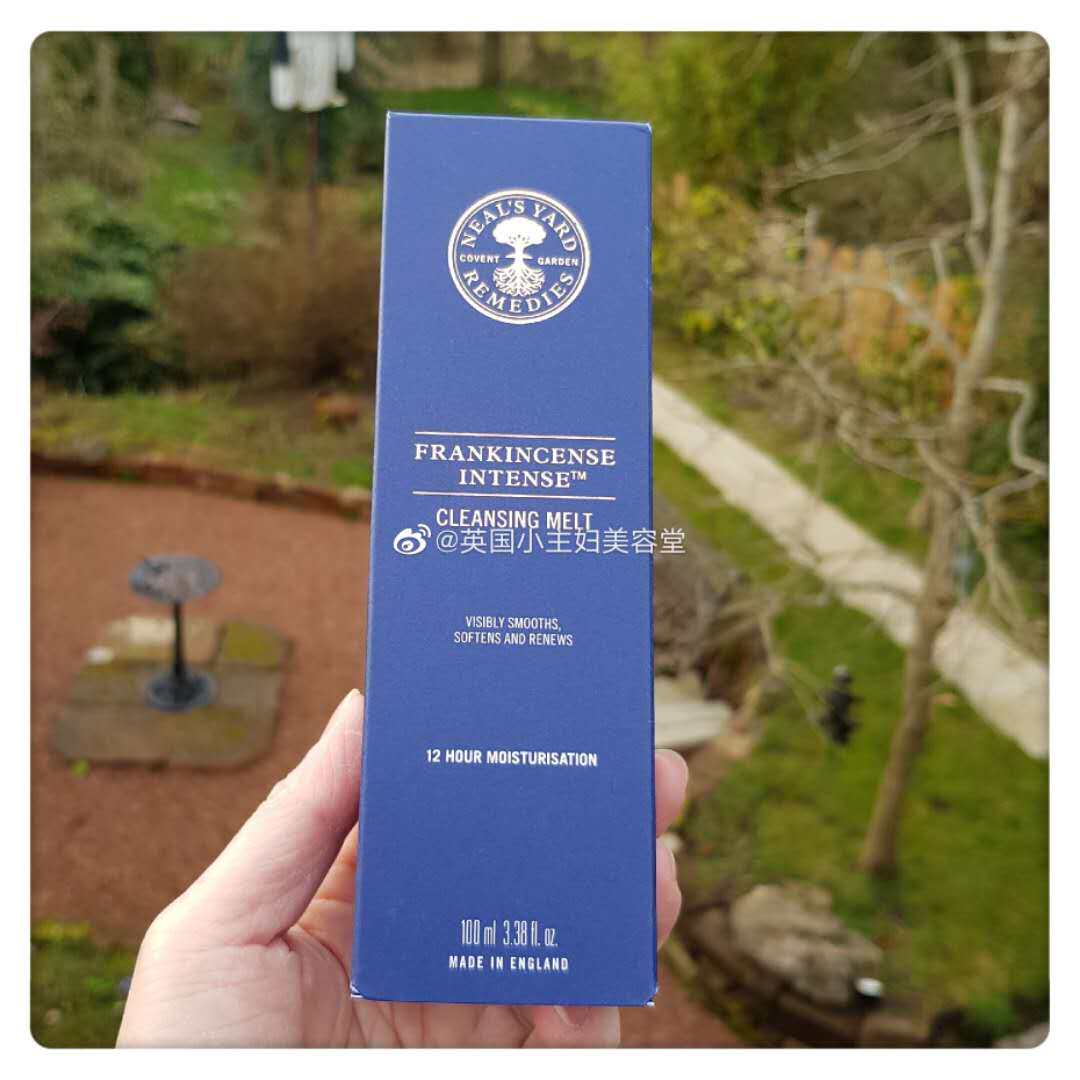 NEAL'S YARD
COVENT GARDEN
REMEDIES
FRANKINCENSE
INTENSE™
CLEANSING MELT
@英国小主妇美容堂
VISIBLY SMOOTHS,
SOFTENS AND RENEWS
12 HOUR MOISTURISATION
100 ml 3.38 fl. oz.
MADE IN ENGLAND